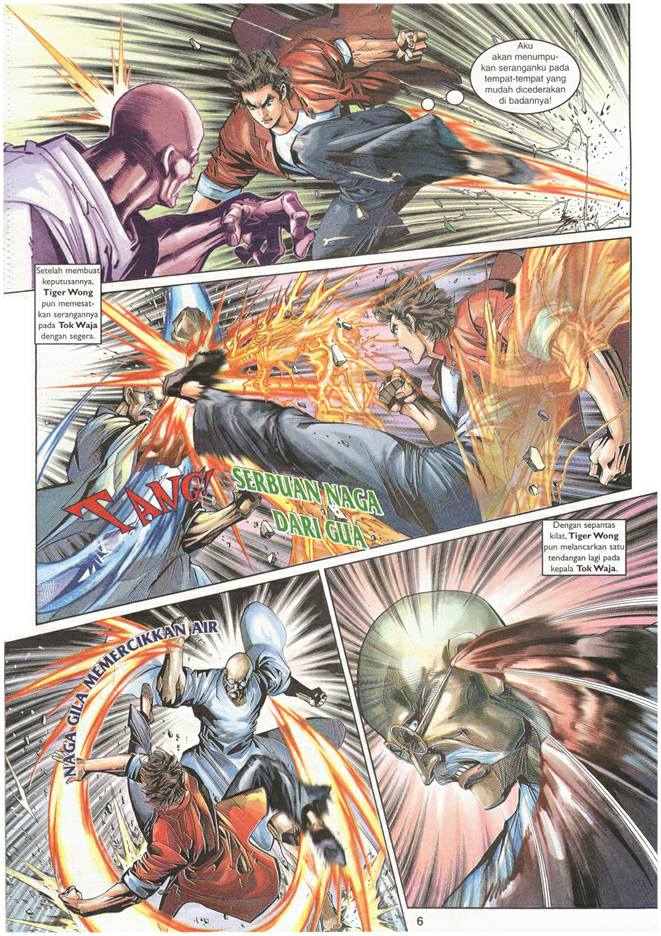 Aku
akan menumpu-
kan seranganku pada
tempat-tempat yang
mudah dicederakan
di badannya!
Setelah membuat
keputusannya,
Tiger Wong
pun memesat-
kan serangannya
pada Tok Waja
dengan segera.
TANG!
SERBUAN NAGA
DARI GUA
Dengan sepantas
kilat, Tiger Wong
pun melancarkan satu
tendangan lagi pada
kepala Tok Waja.
NAGA GILA MEMERCIKKAN AIR
6